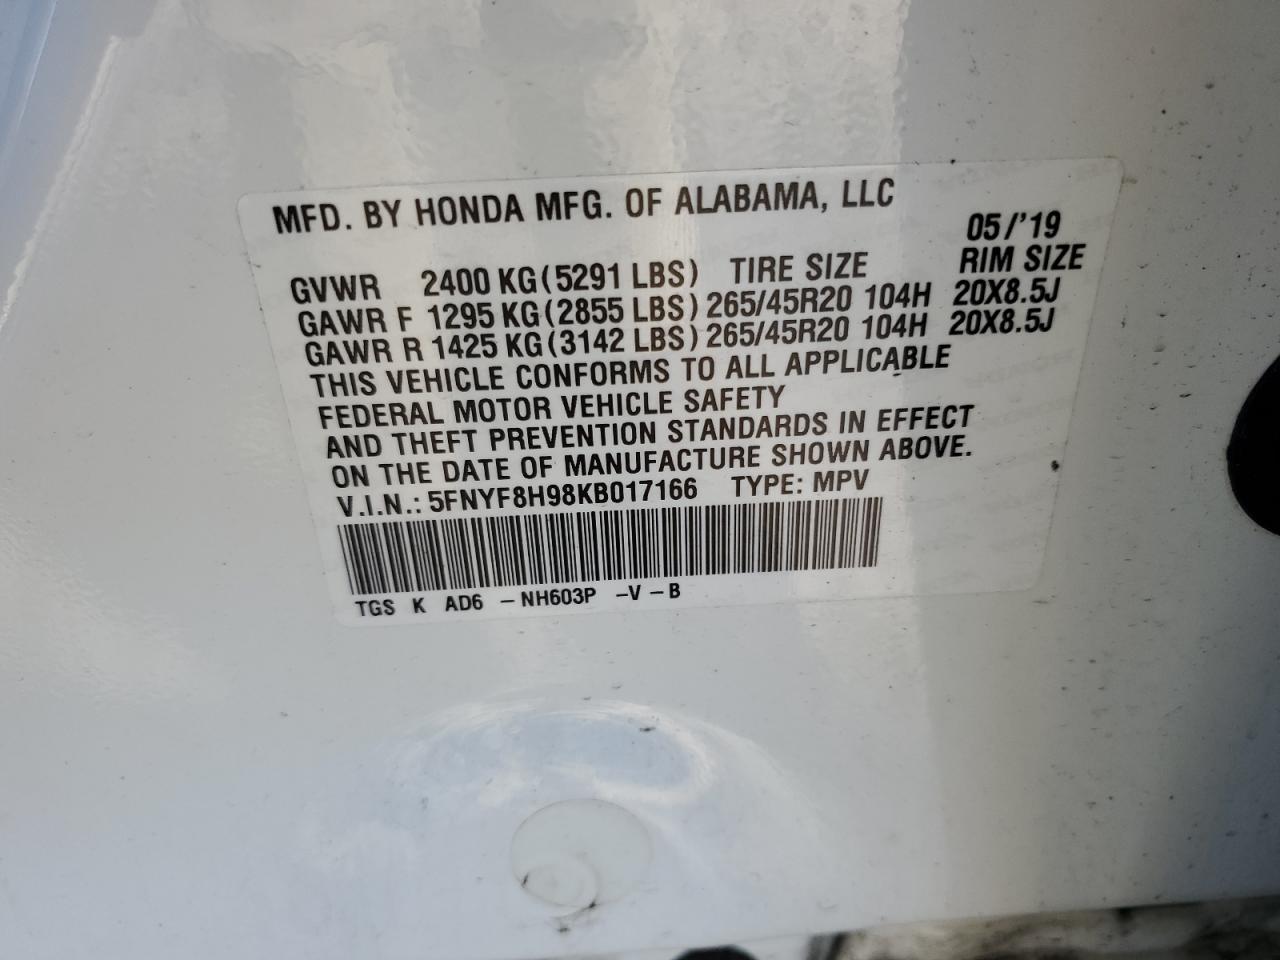 MFD. BY HONDA MFG. OF ALABAMA, LLC
05/'19
GVWR 2400 KG(5291 LBS) TIRE SIZE RIM SIZE
GAWR F 1295 KG(2855 LBS) 265/45R20 104H 20X8.5J
GAWR R 1425 KG(3142 LBS) 265/45R20 104H 20X8.5J
THIS VEHICLE CONFORMS TO ALL APPLICABLE
FEDERAL MOTOR VEHICLE SAFETY
AND THEFT PREVENTION STANDARDS IN EFFECT
ON THE DATE OF MANUFACTURE SHOWN ABOVE.
V.I.N.: 5FNYF8H98KB017166 TYPE: MPV
TGS K AD6 – NH603P –V – B